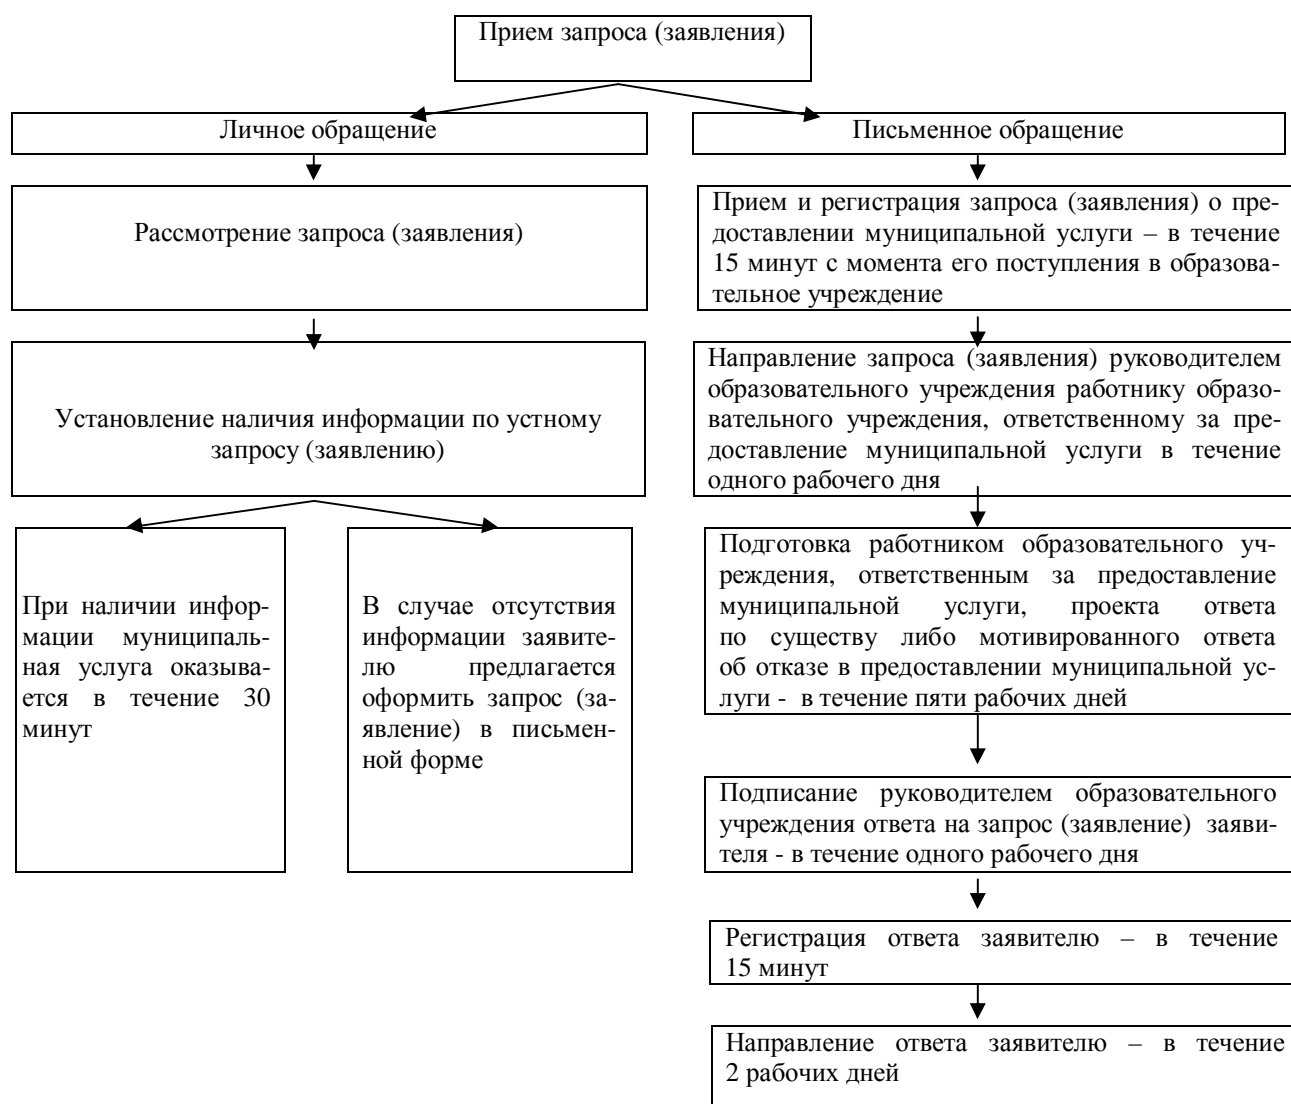 Прием запроса (заявления)
Личное обращение
Письменное обращение
Рассмотрение запроса (заявления)
Прием и регистрация запроса (заявления) о пре-
доставлении муниципальной услуги – в течение
15 минут с момента его поступления в образова-
тельное учреждение
Установление наличия информации по устному
запросу (заявлению)
Направление запроса (заявления) руководителем
образовательного учреждения работнику образо-
вательного учреждения, ответственному за пре-
доставление муниципальной услуги в течение
одного рабочего дня
При наличии инфор-
мации муниципаль-
ная услуга оказыва-
ется в течение 30
минут
В случае отсутствия
информации заявите-
лю предлагается
оформить запрос (за-
явление) в письмен-
ной форме
Подготовка работником образовательного уч-
реждения, ответственным за предоставление
муниципальной услуги, проекта ответа
по существу либо мотивированного ответа
об отказе в предоставлении муниципальной ус-
луги - в течение пяти рабочих дней
Подписание руководителем образовательного
учреждения ответа на запрос (заявление) заяви-
теля - в течение одного рабочего дня
Регистрация ответа заявителю – в течение
15 минут
Направление ответа заявителю – в течение
2 рабочих дней